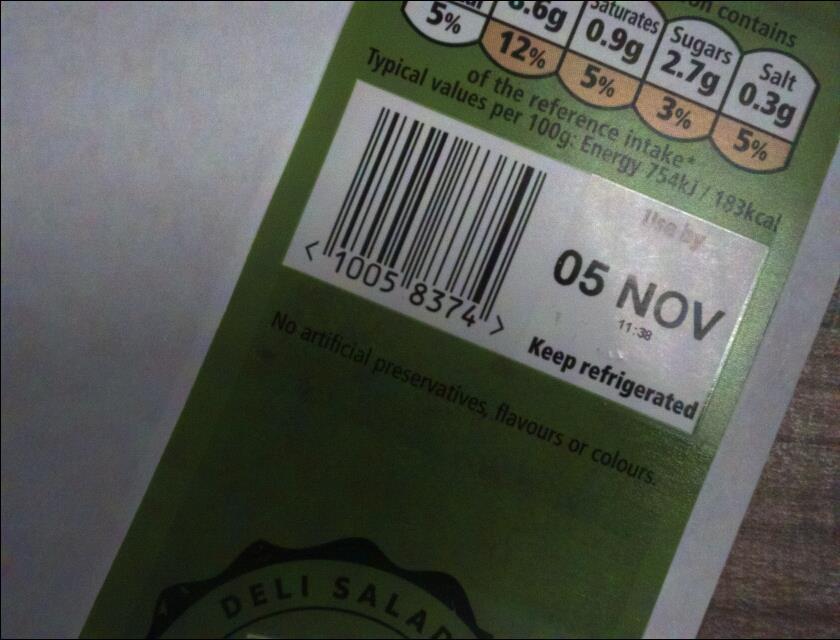 on contains
Saturates Sugars Salt
8.6g 0.9g 2.7g 0.3g
5% 12% 5% 3% 5%
of the reference intake*
Typical values per 100g: Energy 754kJ / 183kcal
Use by
05 NOV
11:38
< 1005 8374 >
Keep refrigerated
No artificial preservatives, flavours or colours.
DELI SALAD